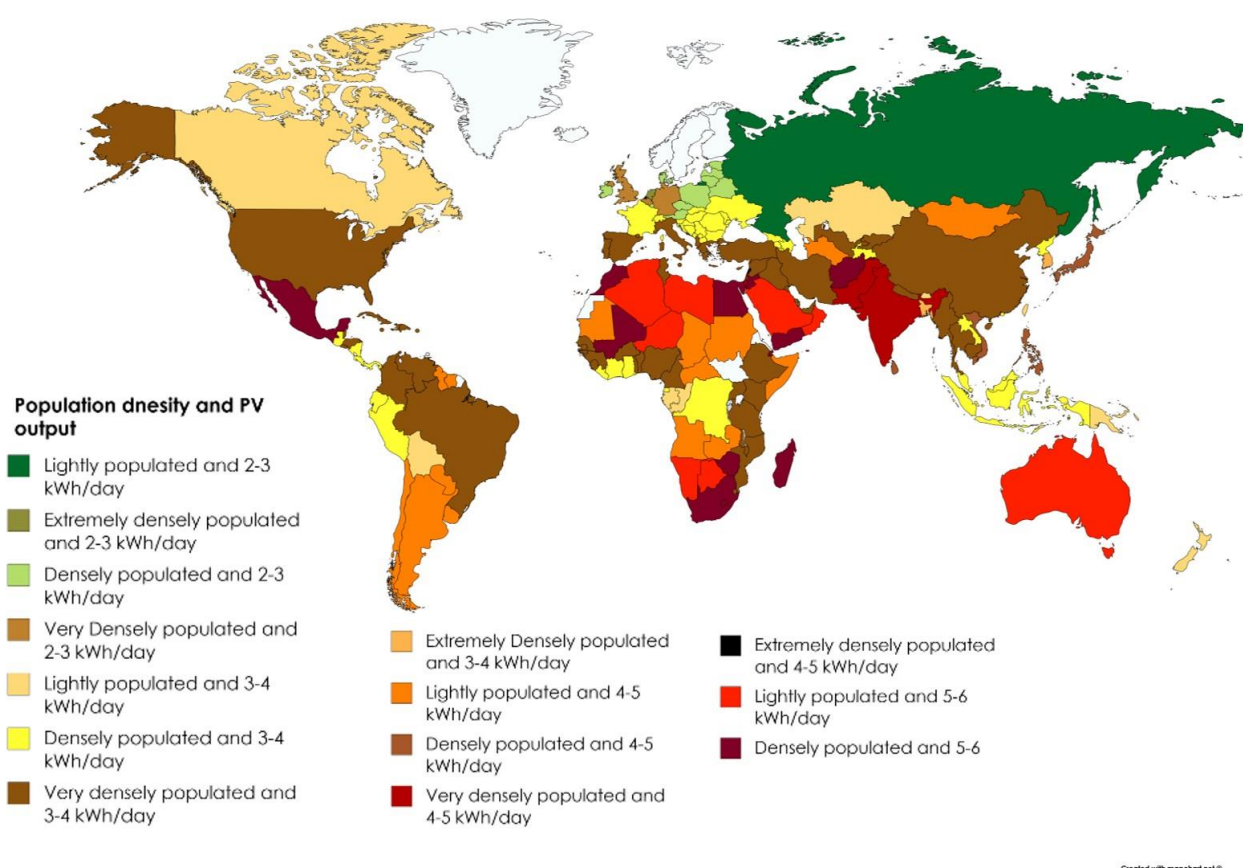 Population dnesity and PV
output
Lightly populated and 2-3
kWh/day
Extremely densely populated
and 2-3 kWh/day
Densely populated and 2-3
kWh/day
Very Densely populated and
2-3 kWh/day
Lightly populated and 3-4
kWh/day
Densely populated and 3-4
kWh/day
Very densely populated and
3-4 kWh/day
Extremely Densely populated
and 3-4 kWh/day
Lightly populated and 4-5
kWh/day
Densely populated and 4-5
kWh/day
Very densely populated and
4-5 kWh/day
Extremely densely populated
and 4-5 kWh/day
Lightly populated and 5-6
kWh/day
Densely populated and 5-6
Created with mapchart.net ©